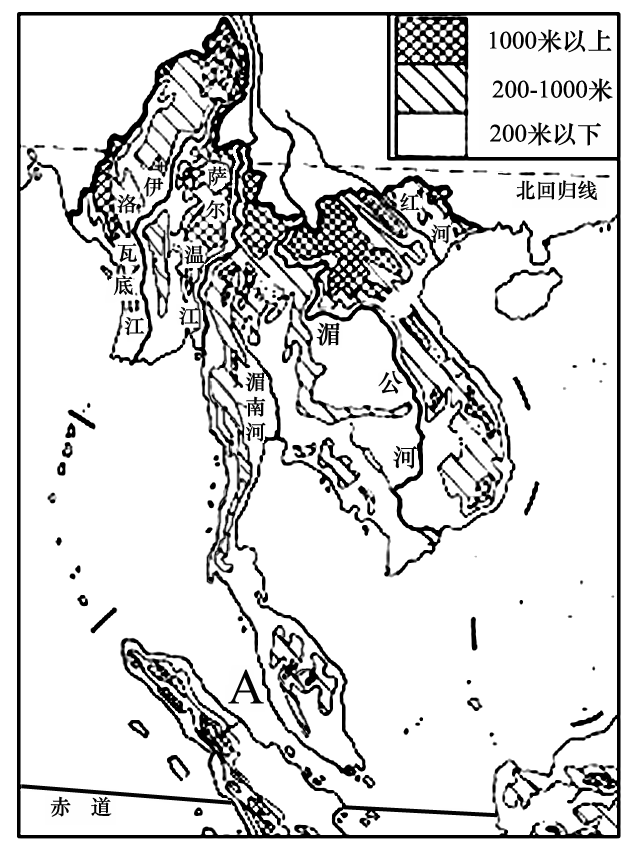 1000米以上
200-1000米
200米以下
北回归线
伊洛瓦底江
萨尔温江
红河
湄公河
湄南河
A
赤道